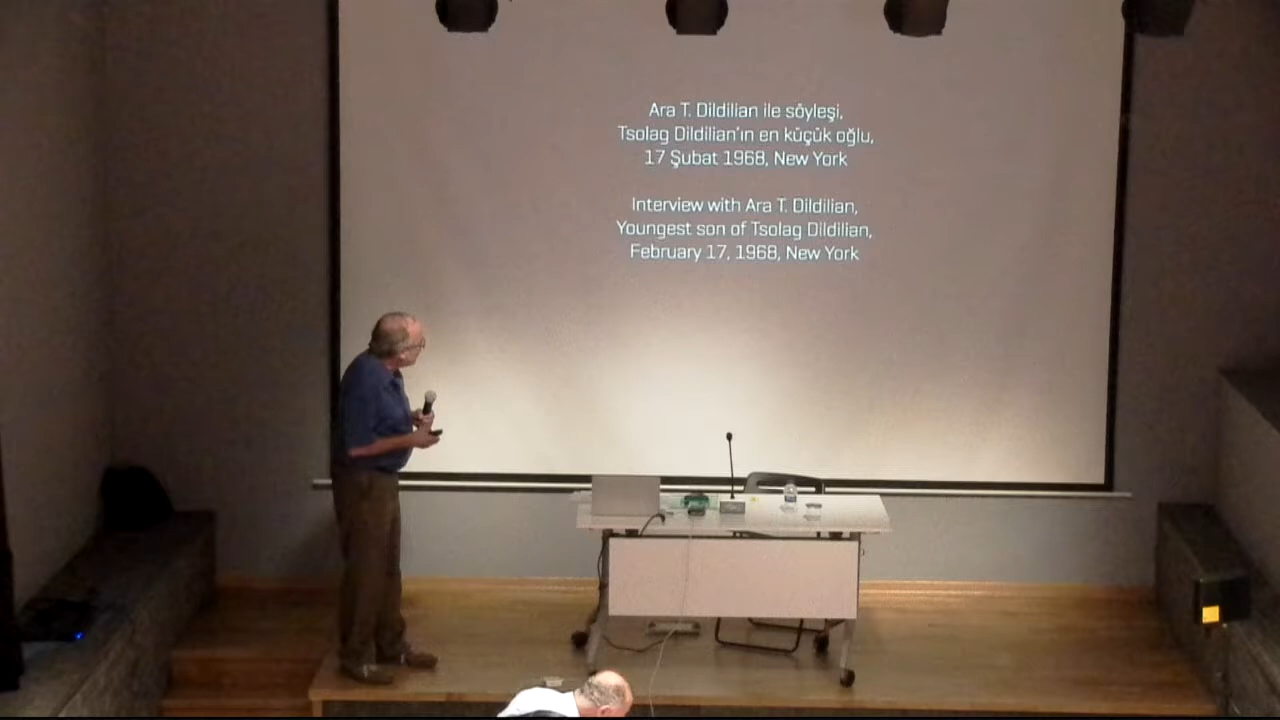 Ara T. Dildilian ile söyleşi,
Tsolag Dildilian'ın en küçük oğlu,
17 Şubat 1968, New York
Interview with Ara T. Dildilian,
Youngest son of Tsolag Dildilian,
February 17, 1968, New York